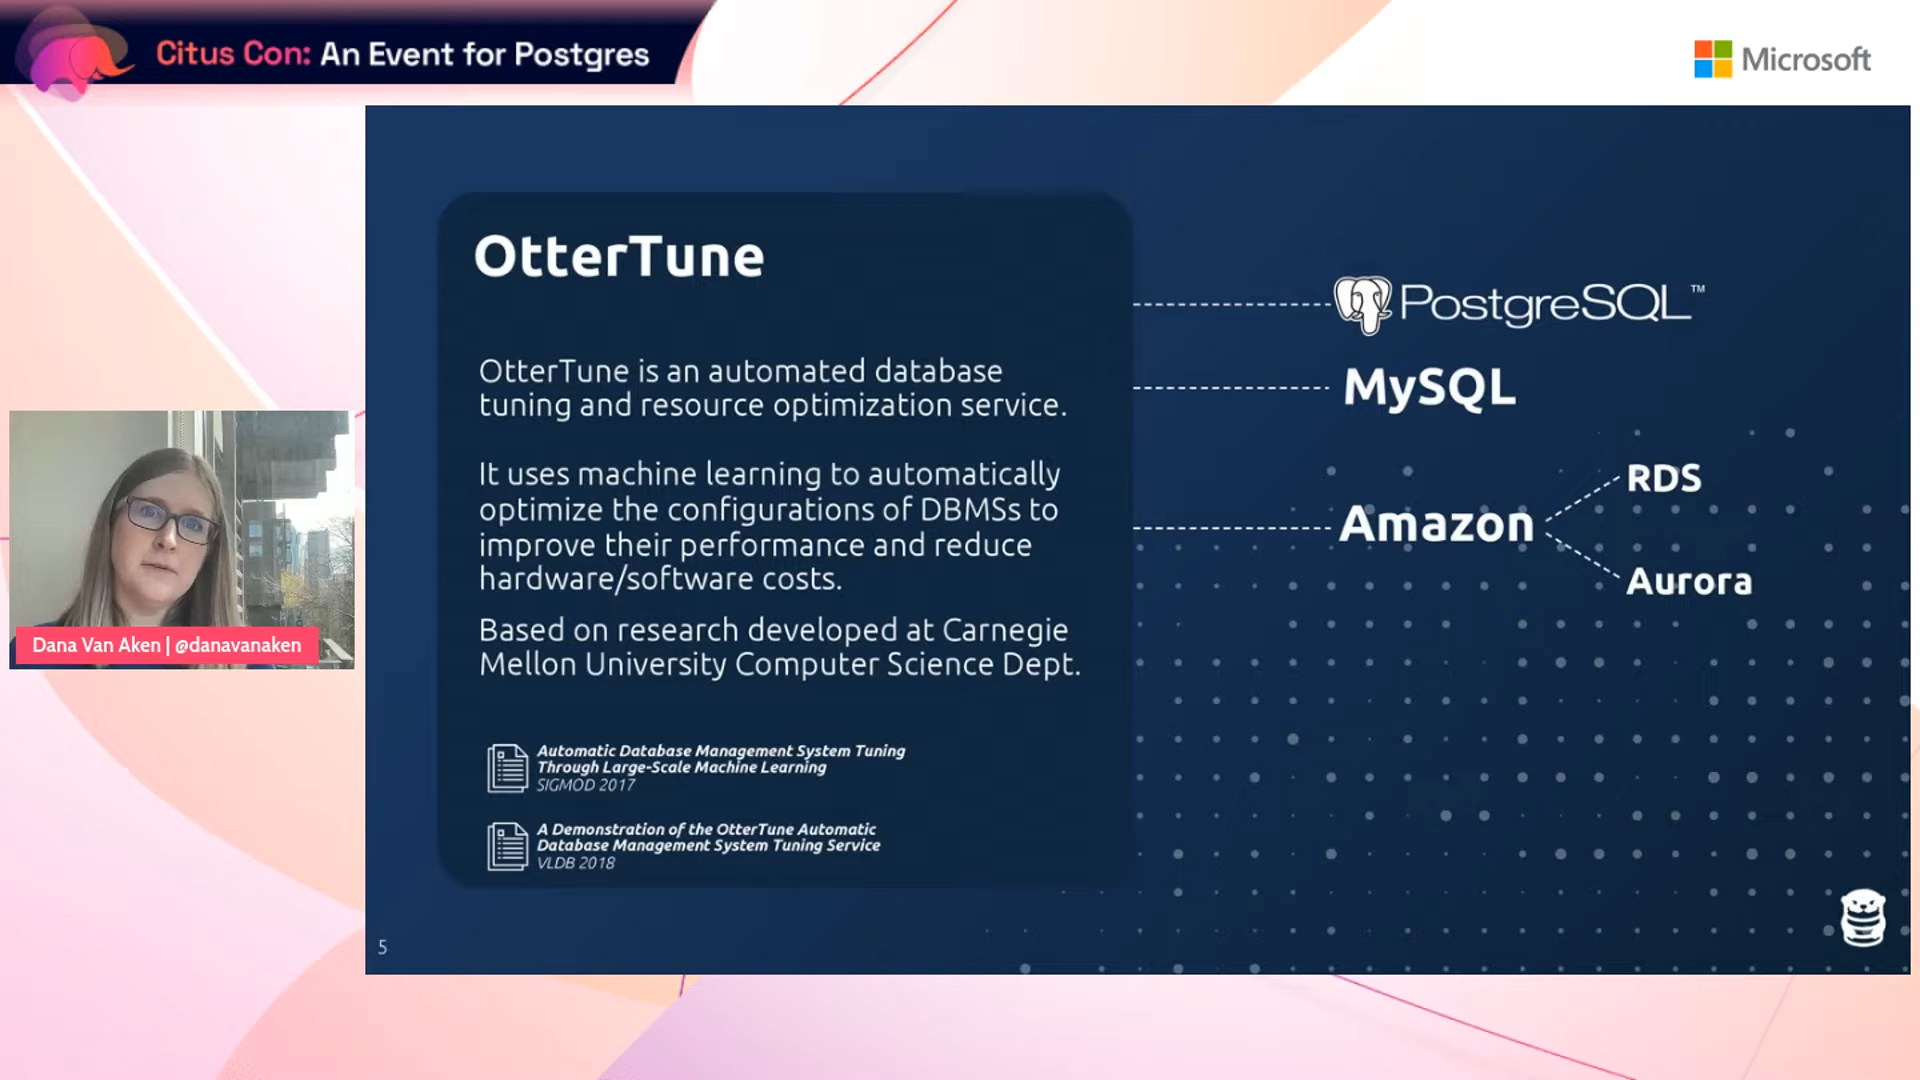 Citus Con: An Event for Postgres
Microsoft
OtterTune
OtterTune is an automated database
tuning and resource optimization service.
It uses machine learning to automatically
optimize the configurations of DBMSs to
improve their performance and reduce
hardware/software costs.
Based on research developed at Carnegie
Mellon University Computer Science Dept.
Automatic Database Management System Tuning
Through Large-Scale Machine Learning
SIGMOD 2017
A Demonstration of the OtterTune Automatic
Database Management System Tuning Service
VLDB 2018
PostgreSQL™
MySQL
Amazon
RDS
Aurora
Dana Van Aken | @danavanaken
5